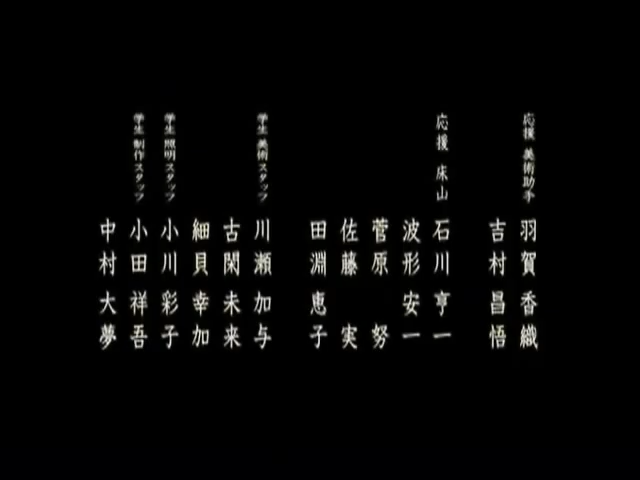 応援 美術助手
羽賀香織
吉村昌悟
応援 床山
石川亨一
波形安一
菅原 努
佐藤 実
田淵恵子
学生 美術スタッフ
川瀬加与
古閑未来
細貝幸加
学生 照明スタッフ
小川彩子
学生 制作スタッフ
小田祥吾
中村大夢